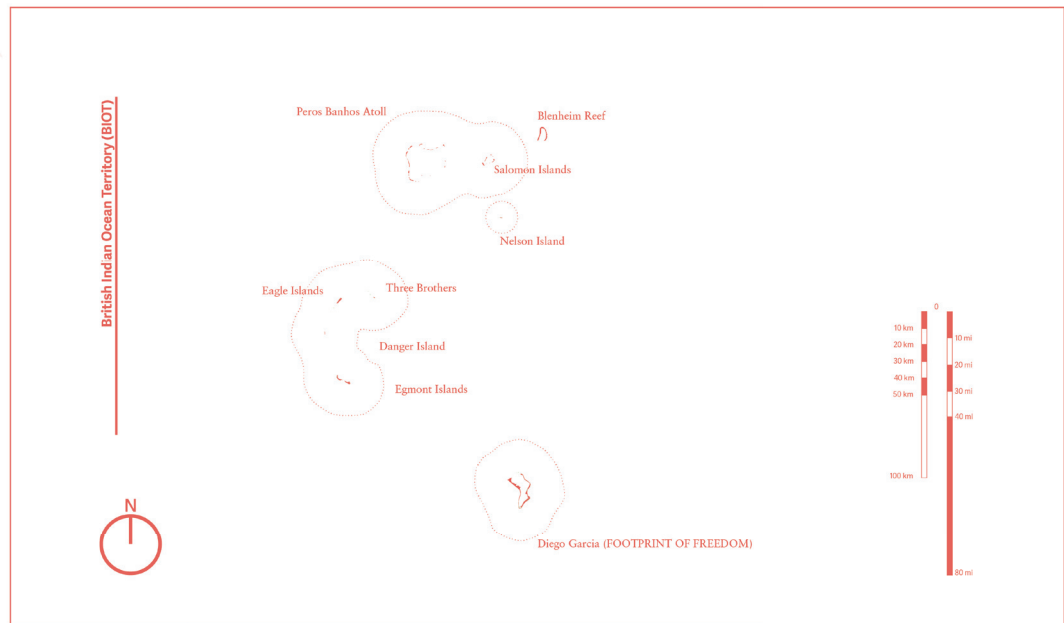 British Indian Ocean Territory (BIOT)
Peros Banhos Atoll
Blenheim Reef
Salomon Islands
Nelson Island
Eagle Islands
Three Brothers
Danger Island
Egmont Islands
Diego Garcia (FOOTPRINT OF FREEDOM)
N
0
10 km
20 km
30 km
40 km
50 km
100 km
10 mi
20 mi
30 mi
40 mi
80 mi